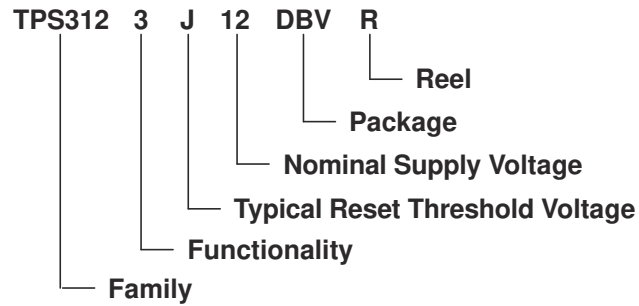 TPS312 3 J 12 DBV R
Reel
Package
Nominal Supply Voltage
Typical Reset Threshold Voltage
Functionality
Family